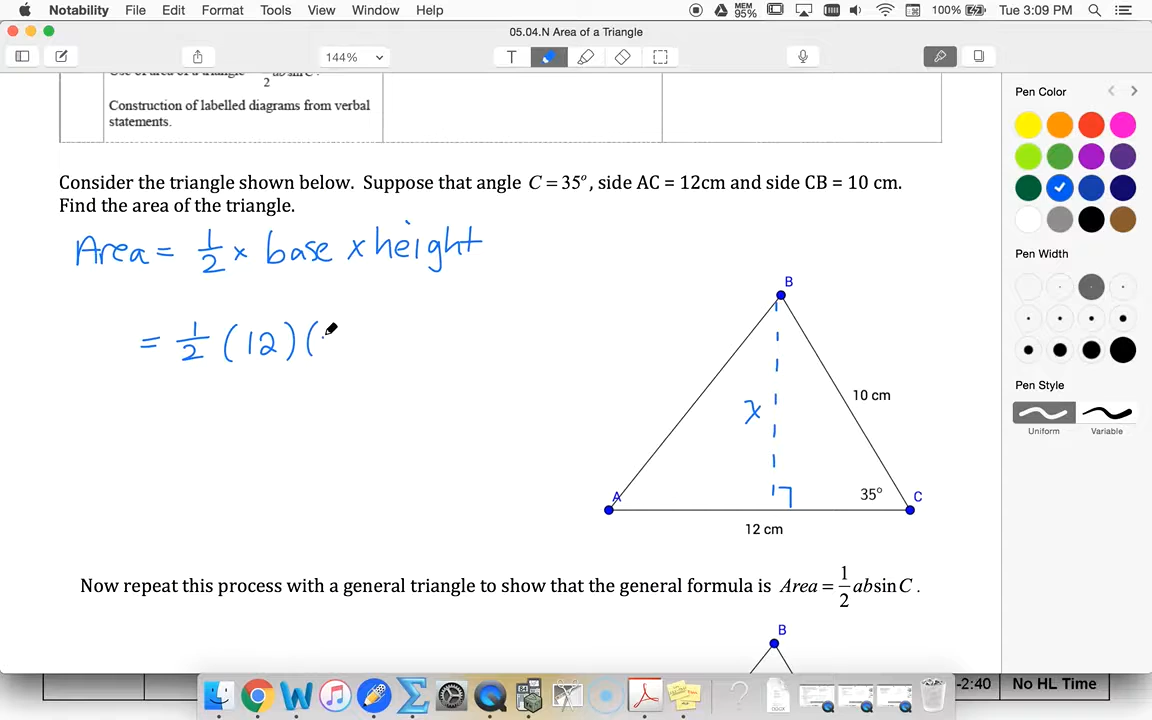 Notability File Edit Format Tools View Window Help MEM 95% 100% Tue 3:09 PM
05.04.N Area of a Triangle
144% T
Pen Color
Construction of labelled diagrams from verbal
statements.
Consider the triangle shown below. Suppose that angle C = 35°, side AC = 12cm and side CB = 10 cm.
Find the area of the triangle.
Area = 1/2 × base × height
= 1/2 (12) (
B
x
10 cm
A
35°
C
12 cm
Pen Width
Pen Style
Uniform Variable
Now repeat this process with a general triangle to show that the general formula is Area = 1/2 ab sin C .
B
-2:40 No HL Time